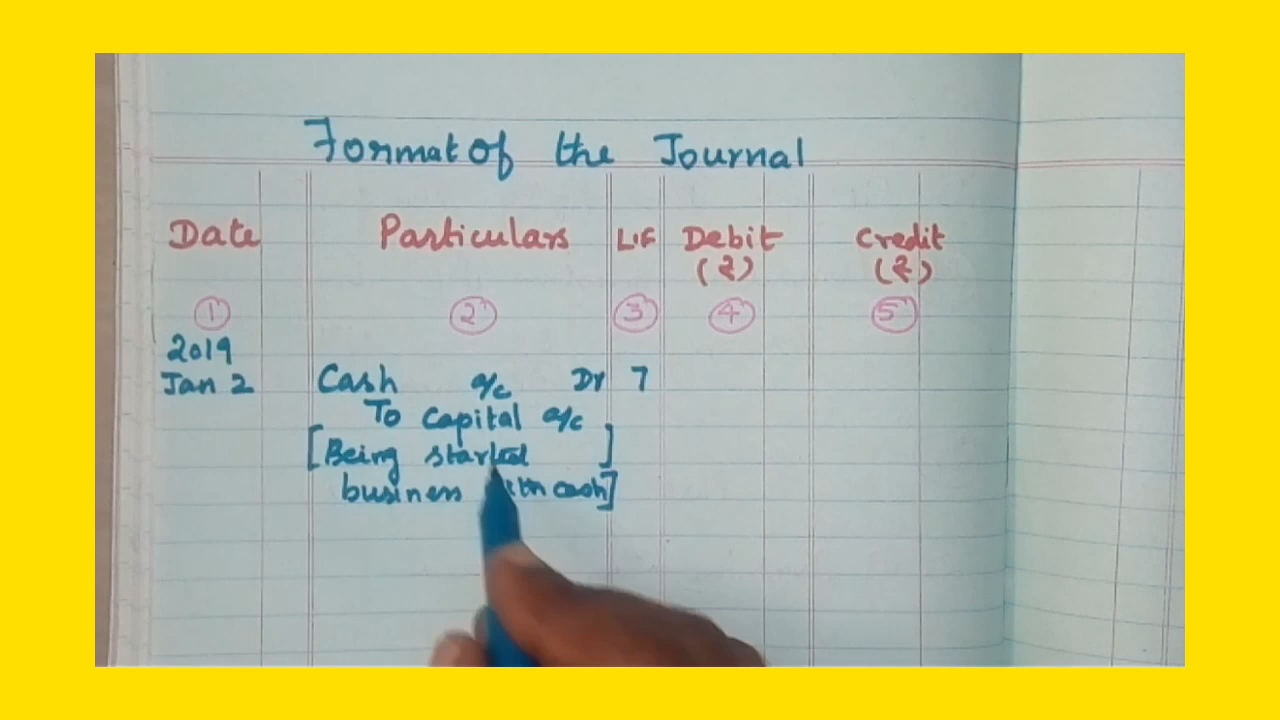 Format of the Journal
Date Particulars L.F Debit (₹) Credit (₹)
1 2 3 4 5
2019
Jan 2 Cash a/c Dr 7
To Capital a/c
[Being started ]
business cash]